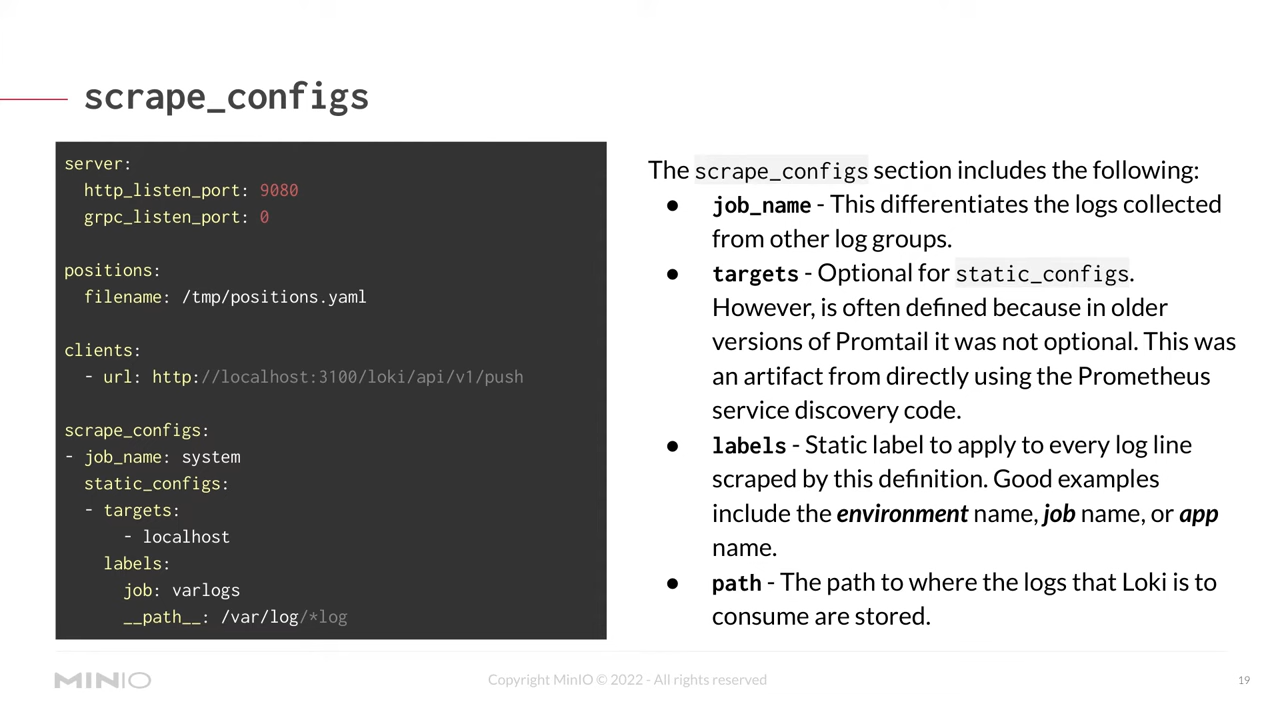 scrape_configs
server:
http_listen_port: 9080
grpc_listen_port: 0
positions:
filename: /tmp/positions.yaml
clients:
- url: http://localhost:3100/loki/api/v1/push
scrape_configs:
- job_name: system
static_configs:
- targets:
- localhost
labels:
job: varlogs
__path__: /var/log/*log
The scrape_configs section includes the following:
● job_name - This differentiates the logs collected
from other log groups.
● targets - Optional for static_configs.
However, is often defined because in older
versions of Promtail it was not optional. This was
an artifact from directly using the Prometheus
service discovery code.
● labels - Static label to apply to every log line
scraped by this definition. Good examples
include the environment name, job name, or app
name.
● path - The path to where the logs that Loki is to
consume are stored.
MINIO
Copyright MinIO © 2022 - All rights reserved
19